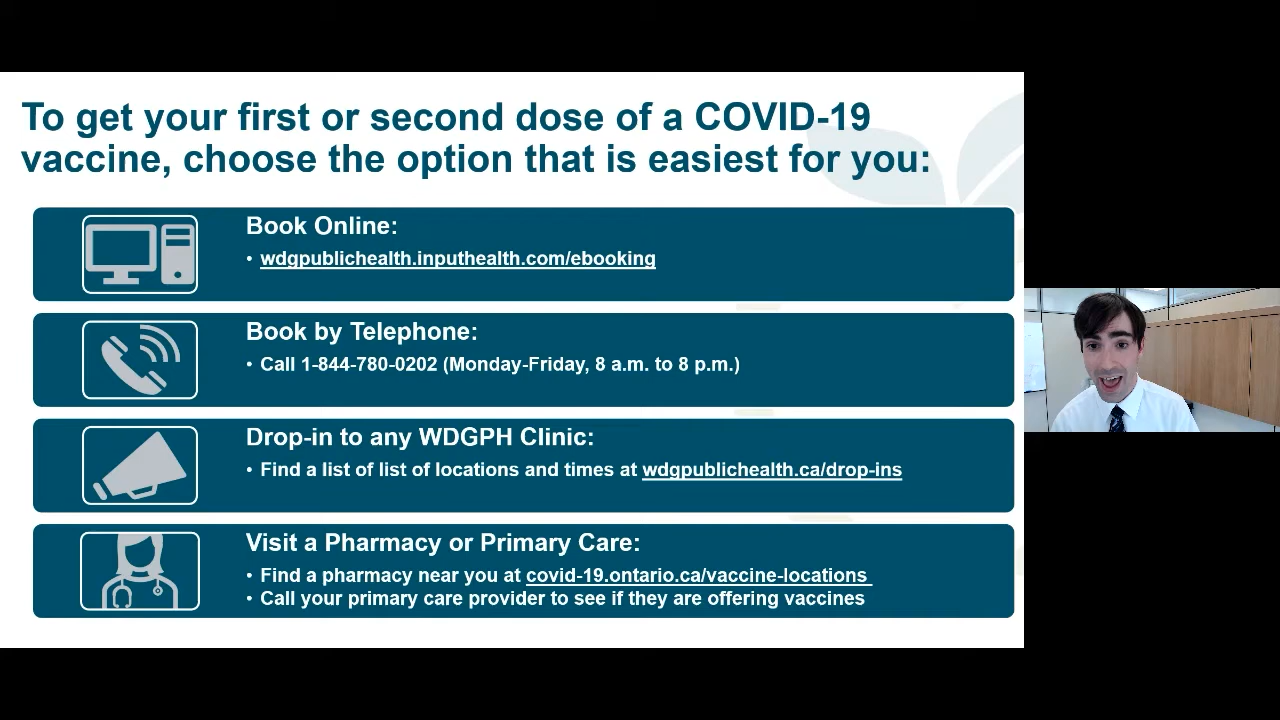 To get your first or second dose of a COVID-19
vaccine, choose the option that is easiest for you:
Book Online:
• wdgpublichealth.inputhealth.com/ebooking
Book by Telephone:
• Call 1-844-780-0202 (Monday-Friday, 8 a.m. to 8 p.m.)
Drop-in to any WDGPH Clinic:
• Find a list of list of locations and times at wdgpublichealth.ca/drop-ins
Visit a Pharmacy or Primary Care:
• Find a pharmacy near you at covid-19.ontario.ca/vaccine-locations
• Call your primary care provider to see if they are offering vaccines